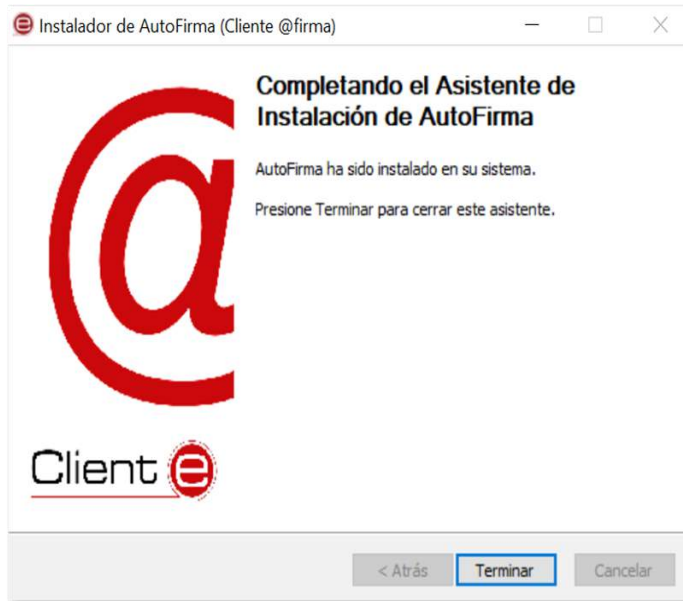 Instalador de AutoFirma (Cliente @firma)
Completando el Asistente de
Instalación de AutoFirma
AutoFirma ha sido instalado en su sistema.
Presione Terminar para cerrar este asistente.
@
Client e
< Atrás
Terminar
Cancelar